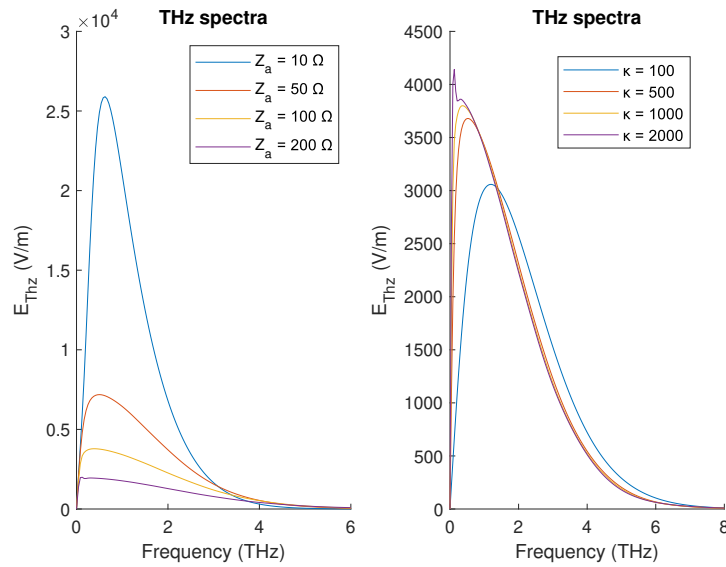 THz spectra
×10⁴
3
2.5
2
1.5
1
0.5
0
0
2
4
6
E_Thz (V/m)
Frequency (THz)
Z_a = 10 Ω
Z_a = 50 Ω
Z_a = 100 Ω
Z_a = 200 Ω
THz spectra
4500
4000
3500
3000
2500
2000
1500
1000
500
0
0
2
4
6
8
E_Thz (V/m)
Frequency (THz)
κ = 100
κ = 500
κ = 1000
κ = 2000